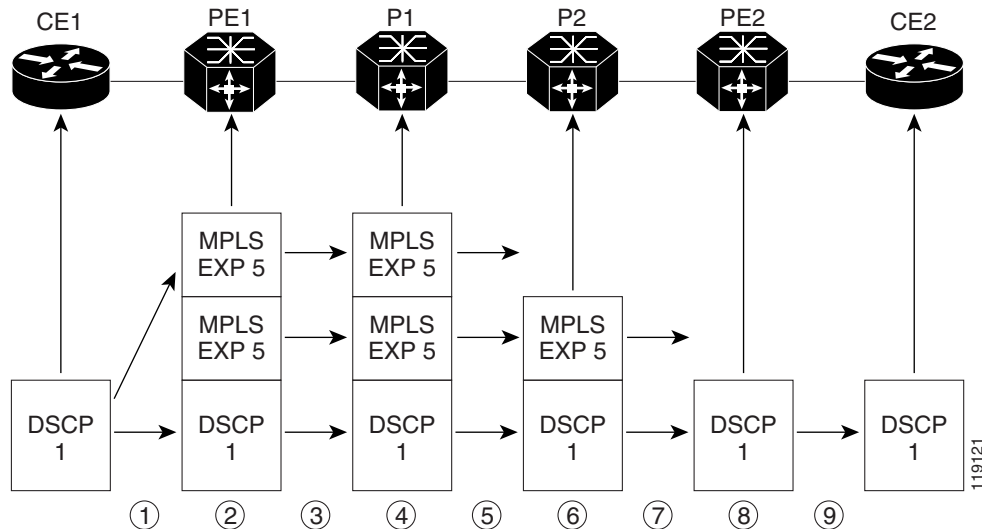 CE1 PE1 P1 P2 PE2 CE2
MPLS MPLS
EXP 5 EXP 5
MPLS MPLS MPLS
EXP 5 EXP 5 EXP 5
DSCP DSCP DSCP DSCP DSCP DSCP
1 1 1 1 1 1
119121
1 2 3 4 5 6 7 8 9